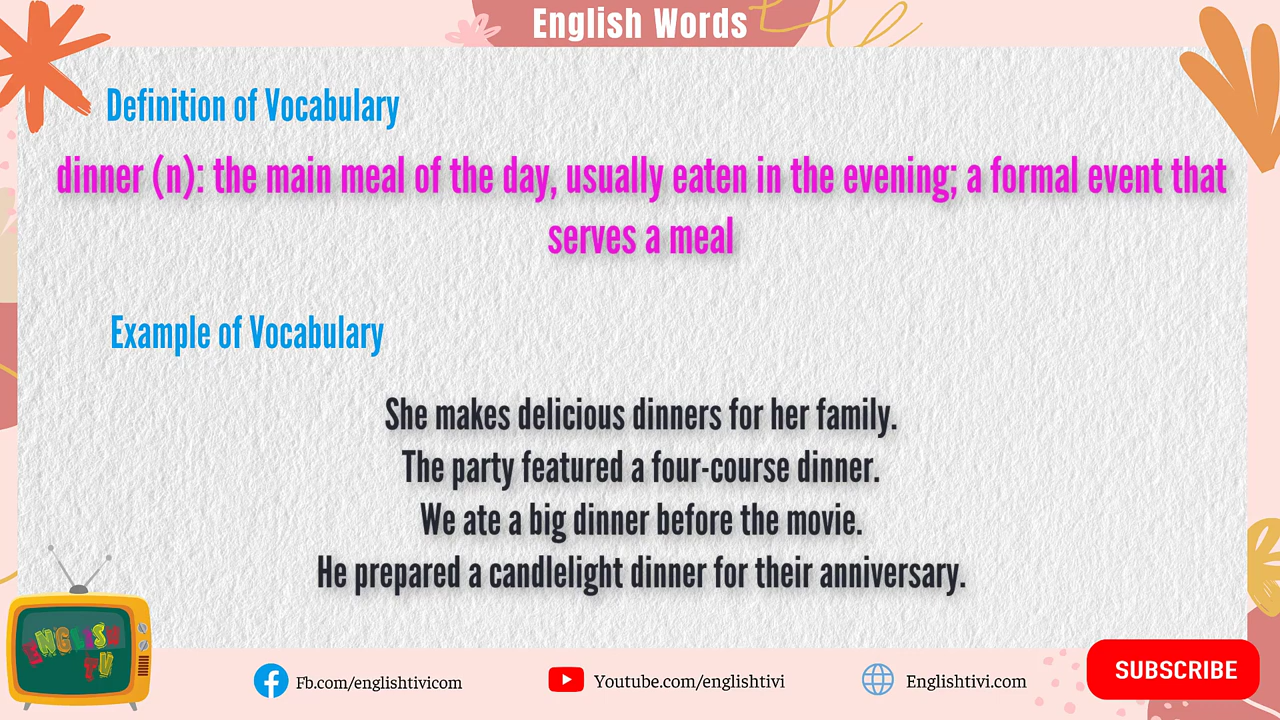 English Words
Definition of Vocabulary
dinner (n): the main meal of the day, usually eaten in the evening; a formal event that
serves a meal
Example of Vocabulary
She makes delicious dinners for her family.
The party featured a four-course dinner.
We ate a big dinner before the movie.
He prepared a candlelight dinner for their anniversary.
ENGLISH
TV
Fb.com/englishtivicom
Youtube.com/englishtivi
Englishtivi.com
SUBSCRIBE